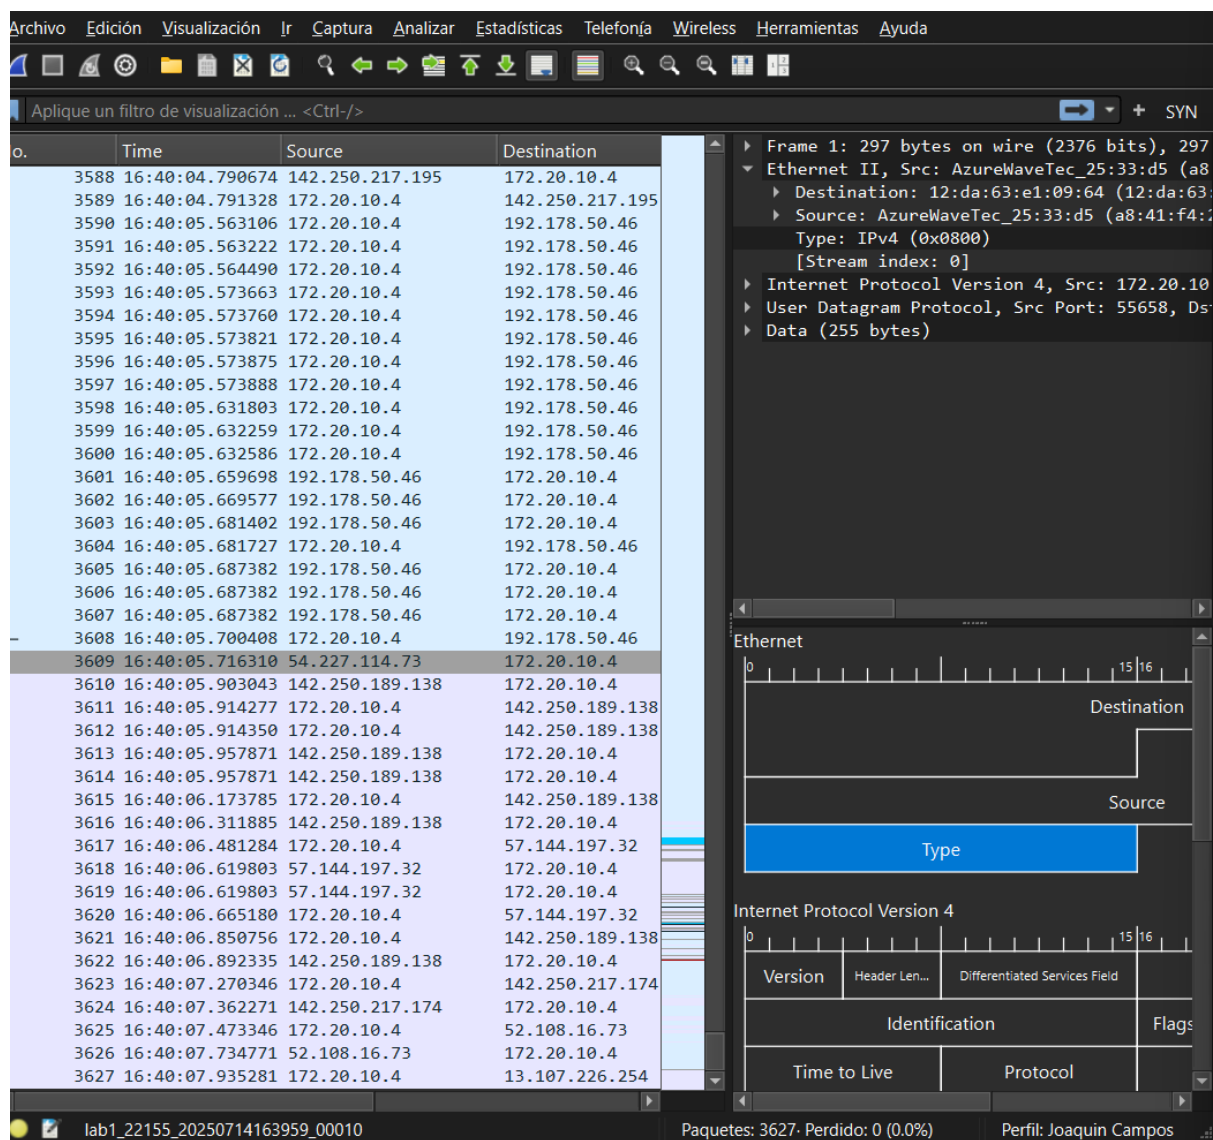 Archivo Edición Visualización Ir Captura Analizar Estadísticas Telefonía Wireless Herramientas Ayuda
Aplique un filtro de visualización ... <Ctrl-/> + SYN
o. Time Source Destination
3588 16:40:04.790674 142.250.217.195 172.20.10.4
3589 16:40:04.791328 172.20.10.4 142.250.217.195
3590 16:40:05.563106 172.20.10.4 192.178.50.46
3591 16:40:05.563222 172.20.10.4 192.178.50.46
3592 16:40:05.564490 172.20.10.4 192.178.50.46
3593 16:40:05.573663 172.20.10.4 192.178.50.46
3594 16:40:05.573760 172.20.10.4 192.178.50.46
3595 16:40:05.573821 172.20.10.4 192.178.50.46
3596 16:40:05.573875 172.20.10.4 192.178.50.46
3597 16:40:05.573888 172.20.10.4 192.178.50.46
3598 16:40:05.631803 172.20.10.4 192.178.50.46
3599 16:40:05.632259 172.20.10.4 192.178.50.46
3600 16:40:05.632586 172.20.10.4 192.178.50.46
3601 16:40:05.659698 192.178.50.46 172.20.10.4
3602 16:40:05.669577 192.178.50.46 172.20.10.4
3603 16:40:05.681402 192.178.50.46 172.20.10.4
3604 16:40:05.681727 172.20.10.4 192.178.50.46
3605 16:40:05.687382 192.178.50.46 172.20.10.4
3606 16:40:05.687382 192.178.50.46 172.20.10.4
3607 16:40:05.687382 192.178.50.46 172.20.10.4
3608 16:40:05.700408 172.20.10.4 192.178.50.46
3609 16:40:05.716310 54.227.114.73 172.20.10.4
3610 16:40:05.903043 142.250.189.138 172.20.10.4
3611 16:40:05.914277 172.20.10.4 142.250.189.138
3612 16:40:05.914350 172.20.10.4 142.250.189.138
3613 16:40:05.957871 142.250.189.138 172.20.10.4
3614 16:40:05.957871 142.250.189.138 172.20.10.4
3615 16:40:06.173785 172.20.10.4 142.250.189.138
3616 16:40:06.311885 142.250.189.138 172.20.10.4
3617 16:40:06.481284 172.20.10.4 57.144.197.32
3618 16:40:06.619803 57.144.197.32 172.20.10.4
3619 16:40:06.619803 57.144.197.32 172.20.10.4
3620 16:40:06.665180 172.20.10.4 57.144.197.32
3621 16:40:06.850756 172.20.10.4 142.250.189.138
3622 16:40:06.892335 142.250.189.138 172.20.10.4
3623 16:40:07.270346 172.20.10.4 142.250.217.174
3624 16:40:07.362271 142.250.217.174 172.20.10.4
3625 16:40:07.473346 172.20.10.4 52.108.16.73
3626 16:40:07.734771 52.108.16.73 172.20.10.4
3627 16:40:07.935281 172.20.10.4 13.107.226.254
Frame 1: 297 bytes on wire (2376 bits), 297
Ethernet II, Src: AzureWaveTec_25:33:d5 (a8
Destination: 12:da:63:e1:09:64 (12:da:63:
Source: AzureWaveTec_25:33:d5 (a8:41:f4:2
Type: IPv4 (0x0800)
[Stream index: 0]
Internet Protocol Version 4, Src: 172.20.10
User Datagram Protocol, Src Port: 55658, Ds
Data (255 bytes)
Ethernet
0 15 16
Destination
Source
Type
Internet Protocol Version 4
0 15 16
Version Header Len... Differentiated Services Field
Identification Flags
Time to Live Protocol
lab1_22155_20250714163959_00010 Paquetes: 3627· Perdido: 0 (0.0%) Perfil: Joaquin Campos